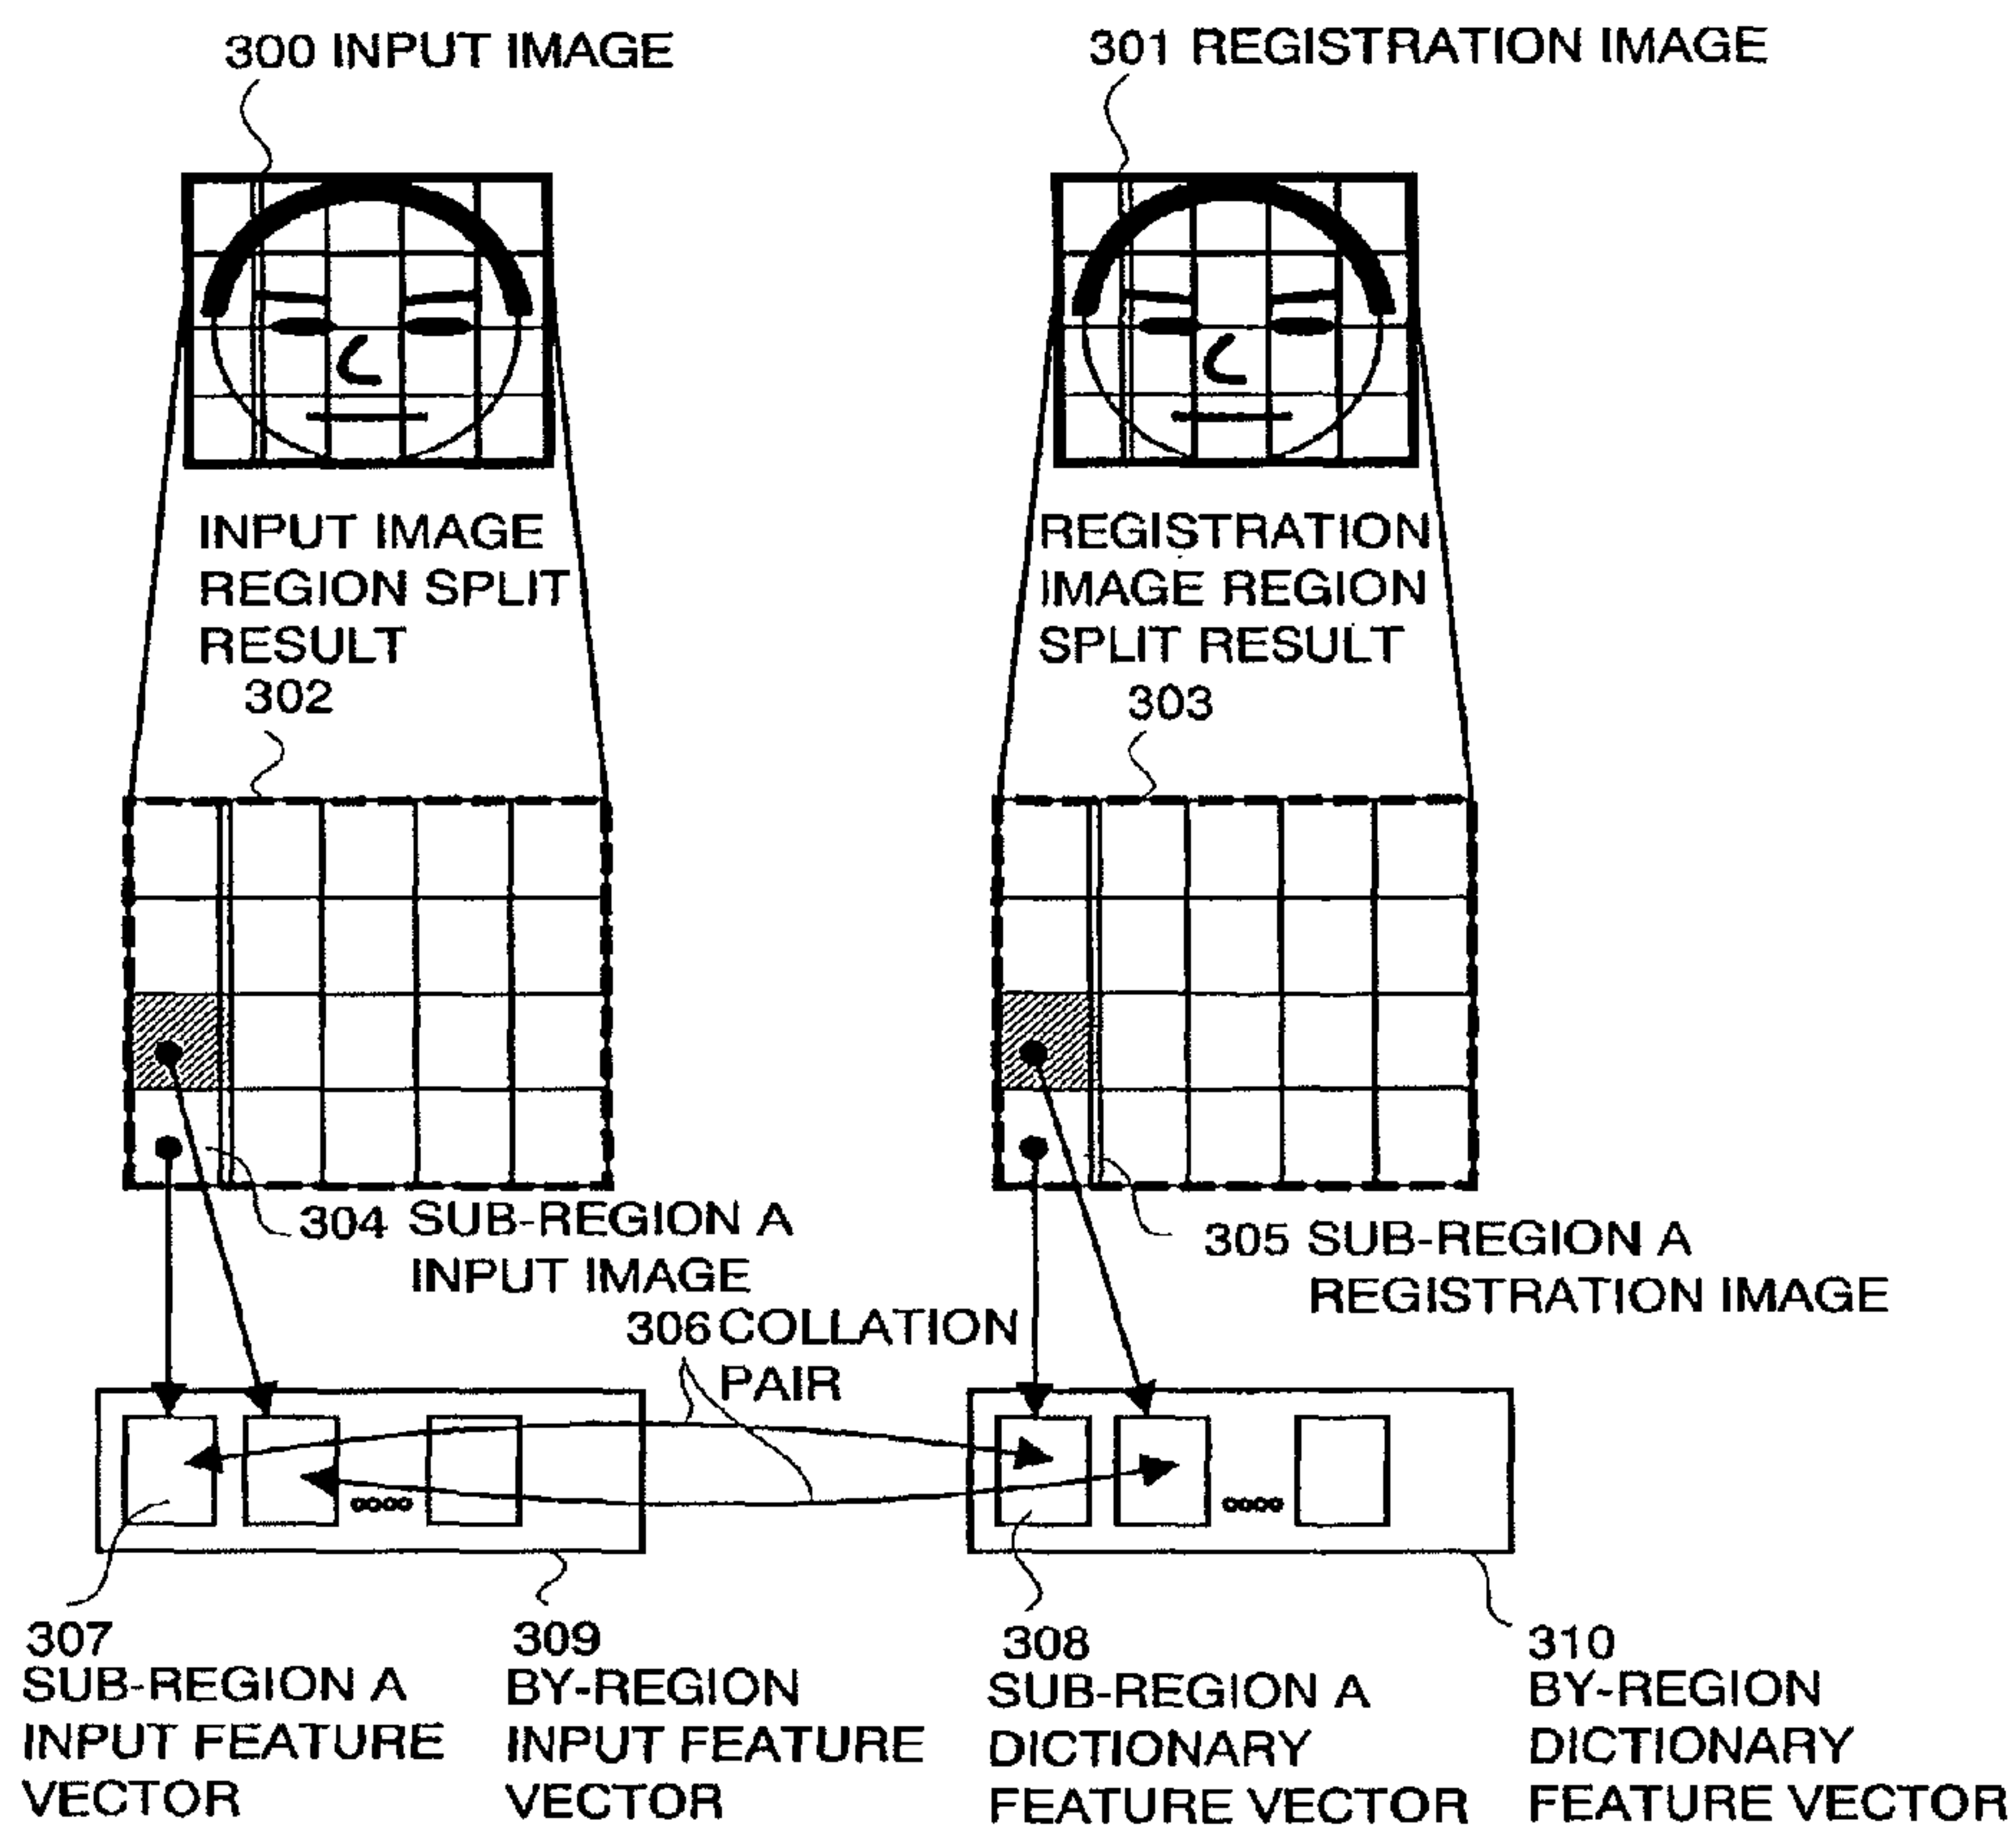 300 INPUT IMAGE
301 REGISTRATION IMAGE
INPUT IMAGE
REGION SPLIT
RESULT
302
REGISTRATION
IMAGE REGION
SPLIT RESULT
303
304 SUB-REGION A
INPUT IMAGE
305 SUB-REGION A
REGISTRATION IMAGE
306 COLLATION
PAIR
307
SUB-REGION A
INPUT FEATURE
VECTOR
309
BY-REGION
INPUT FEATURE
VECTOR
308
SUB-REGION A
DICTIONARY
FEATURE VECTOR
310
BY-REGION
DICTIONARY
FEATURE VECTOR